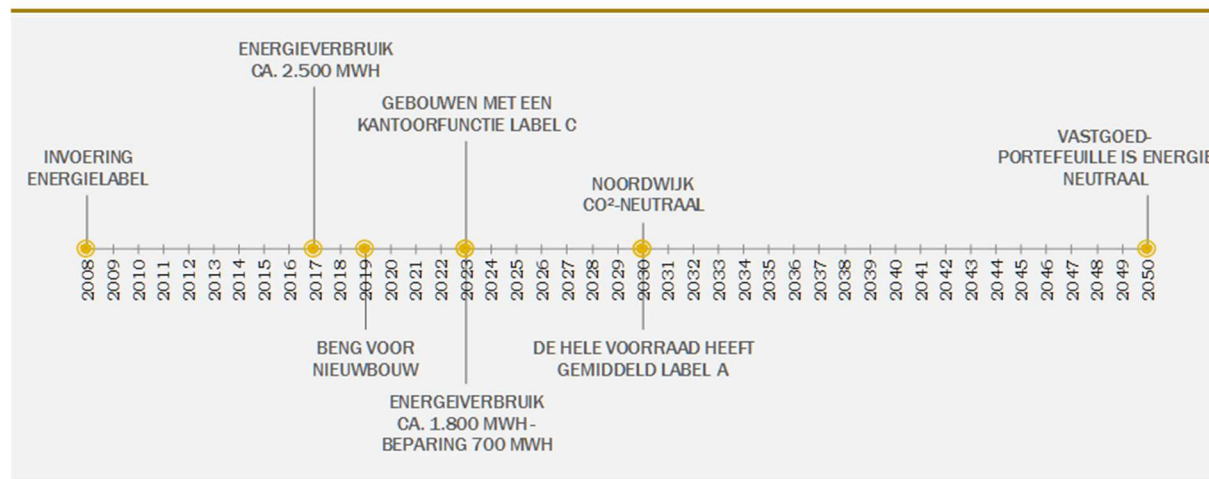 ENERGIEVERBRUIK
CA. 2.500 MWH
GEBOUWEN MET EEN
KANTOORFUNCTIE LABEL C
INVOERING
ENERGIELABEL
NOORDWIJK
CO²-NEUTRAAL
VASTGOED-
PORTEFEUILLE IS ENERGIE
NEUTRAAL
2008 2009 2010 2011 2012 2013 2014 2015 2016 2017 2018 2019 2020 2021 2022 2023 2024 2025 2026 2027 2028 2029 2030 2031 2032 2033 2034 2035 2036 2037 2038 2039 2040 2041 2042 2043 2044 2045 2046 2047 2048 2049 2050
BENG VOOR
NIEUWBOUW
DE HELE VOORRAAD HEEFT
GEMIDDELD LABEL A
ENERGEIVERBRUIK
CA. 1.800 MWH-
BEPARING 700 MWH